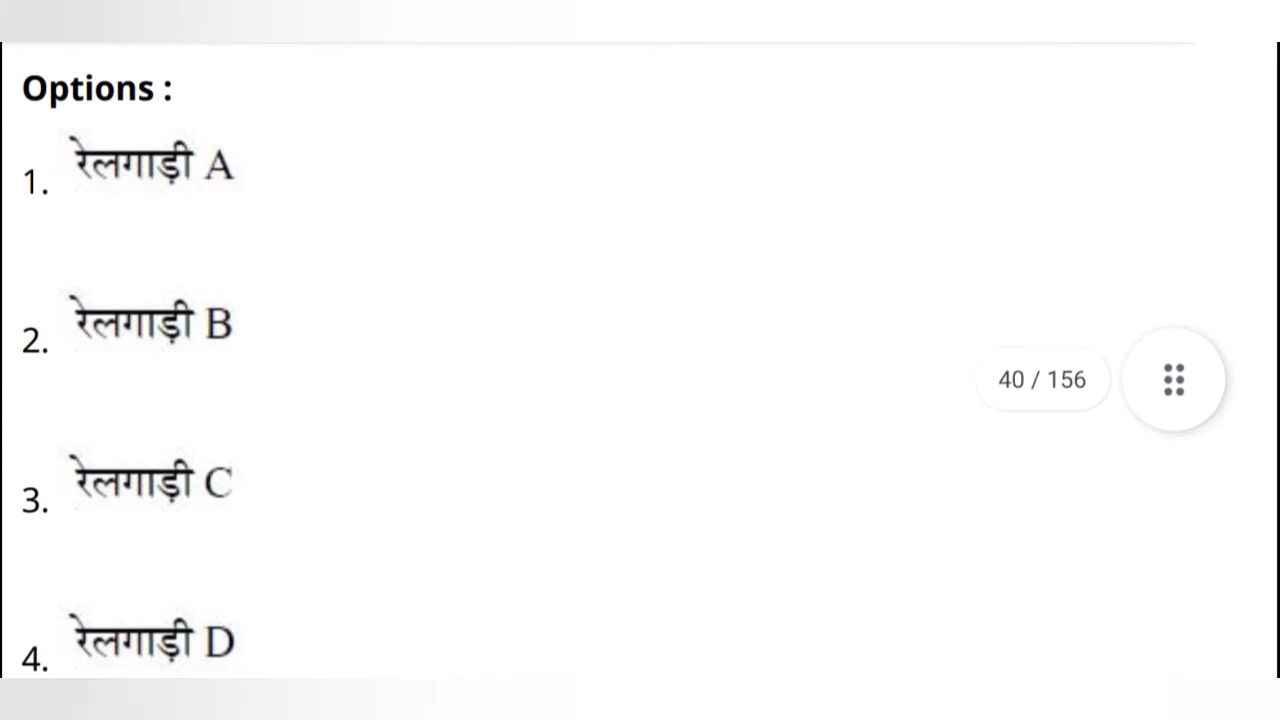 Options :
1. रेलगाड़ी A
2. रेलगाड़ी B
40 / 156
3. रेलगाड़ी C
4. रेलगाड़ी D